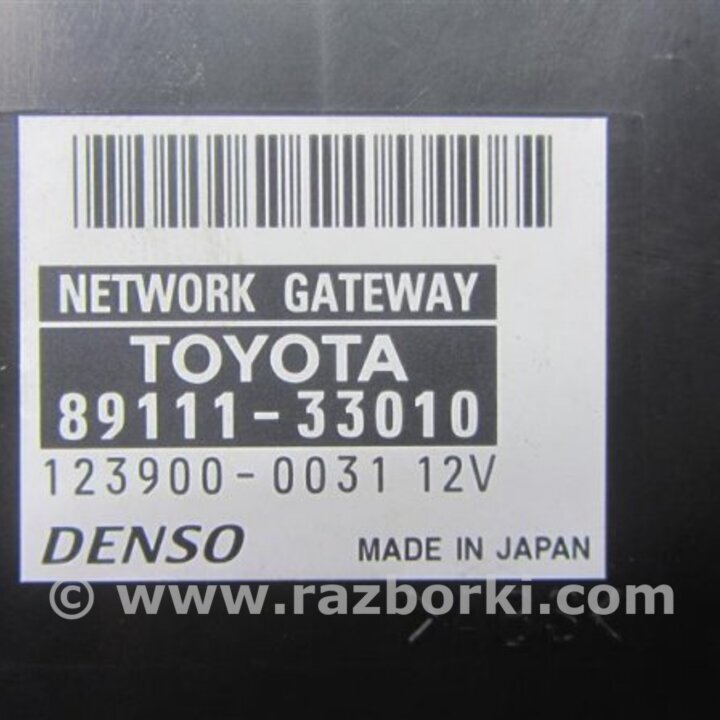 NETWORK GATEWAY
TOYOTA
89111-33010
123900-0031 12V
DENSO MADE IN JAPAN
© www.razborki.com